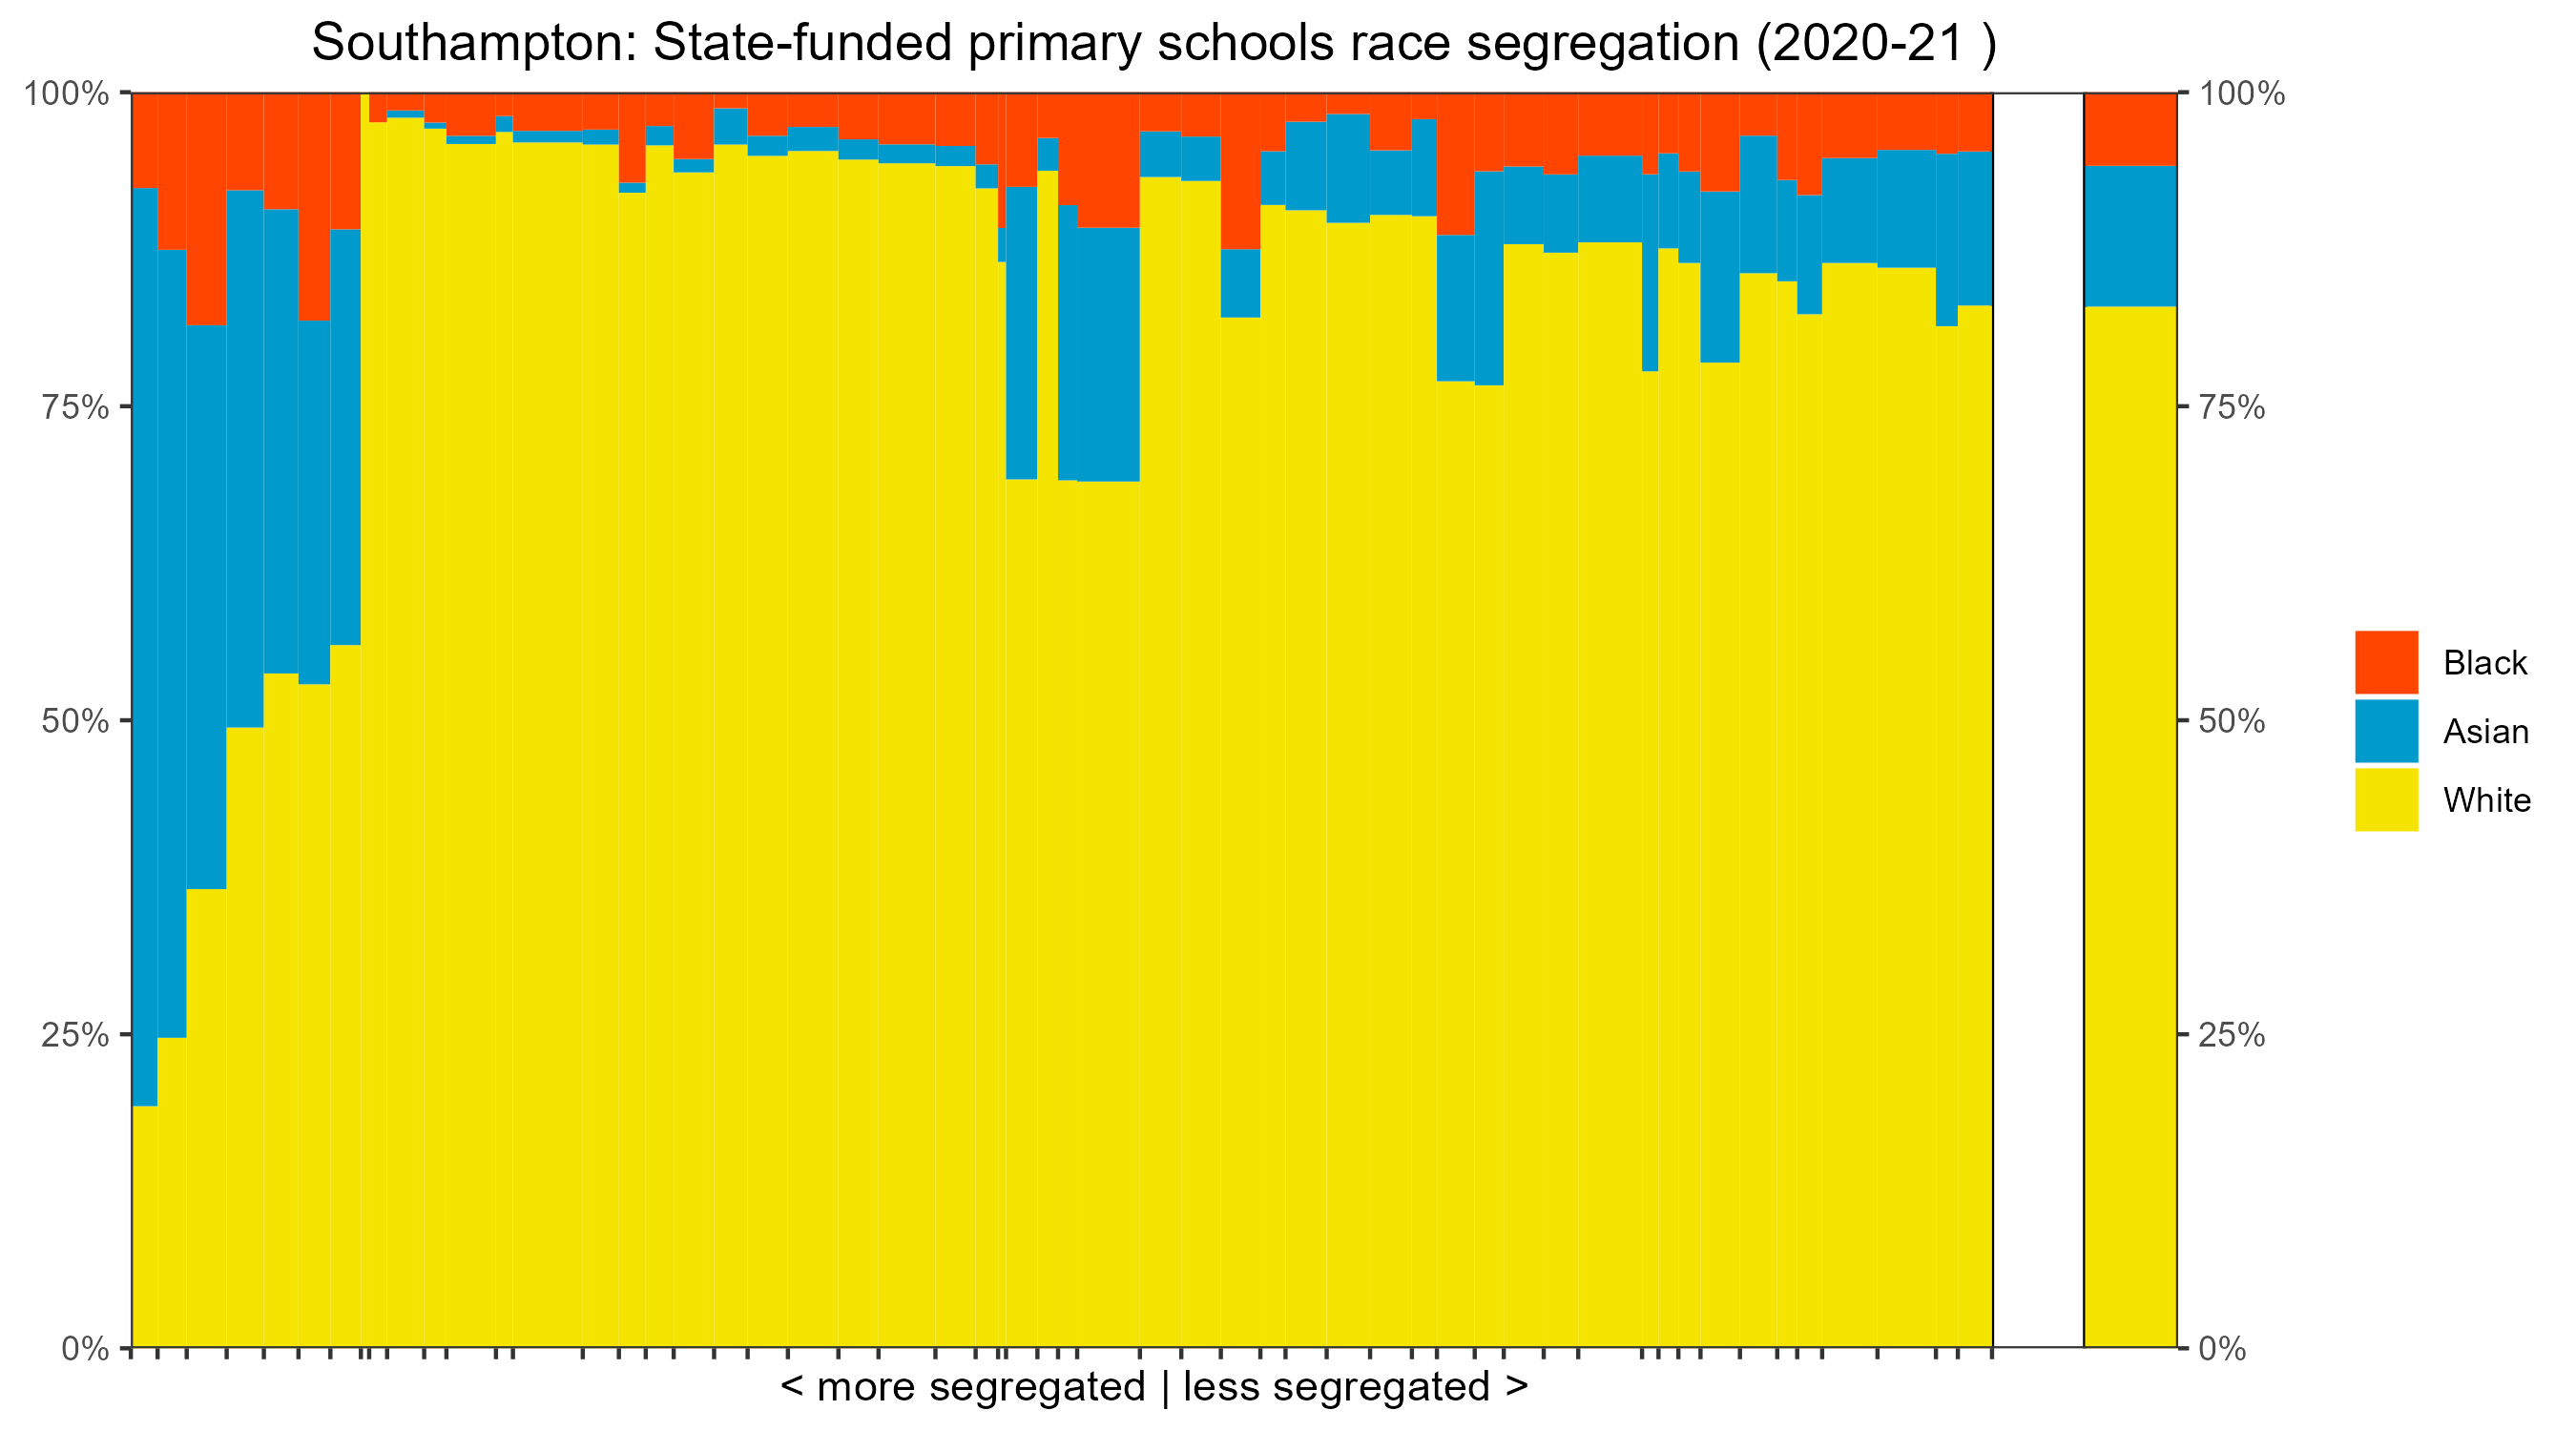 Southampton: State-funded primary schools race segregation (2020-21 )
100%
75%
50%
25%
0%
100%
75%
50%
25%
0%
Black
Asian
White
< more segregated | less segregated >